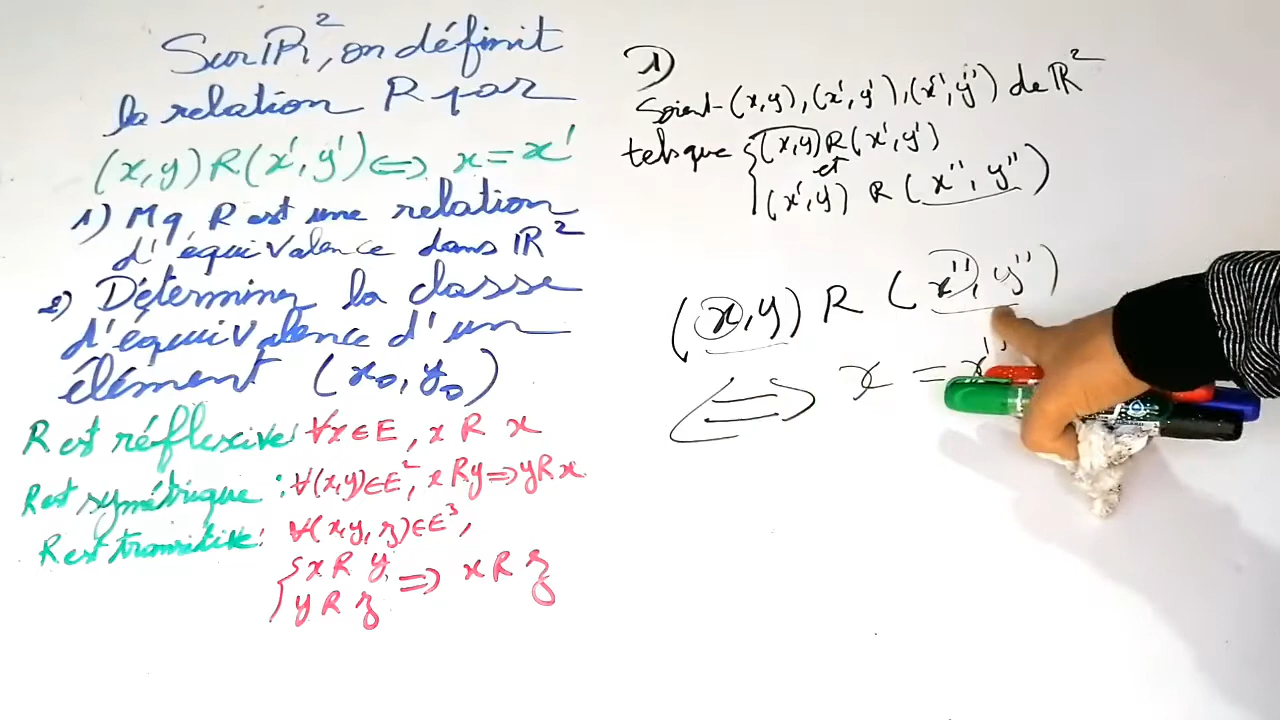 Sur ℝ², on définit
la relation R par
(x,y) R (x',y') ⟺ x = x'
1) Mq R est une relation
d'équivalence dans ℝ²
2) Déterminez la classe
d'équivalence d'un
élément (x₀, y₀)
R est réflexive : ∀x∈E, x R x
R est symétrique : ∀(x,y)∈E², x R y ⟹ y R x
R est transitive : ∀(x,y,z)∈E³,
{ x R y
y R z ⟹ x R z
1)
Soient (x,y), (x',y'), (x'',y'') de ℝ²
tels que { (x,y) R (x',y')
et
(x',y') R (x'', y'')
(x,y) R (x'', y'')
⟺ x = x''